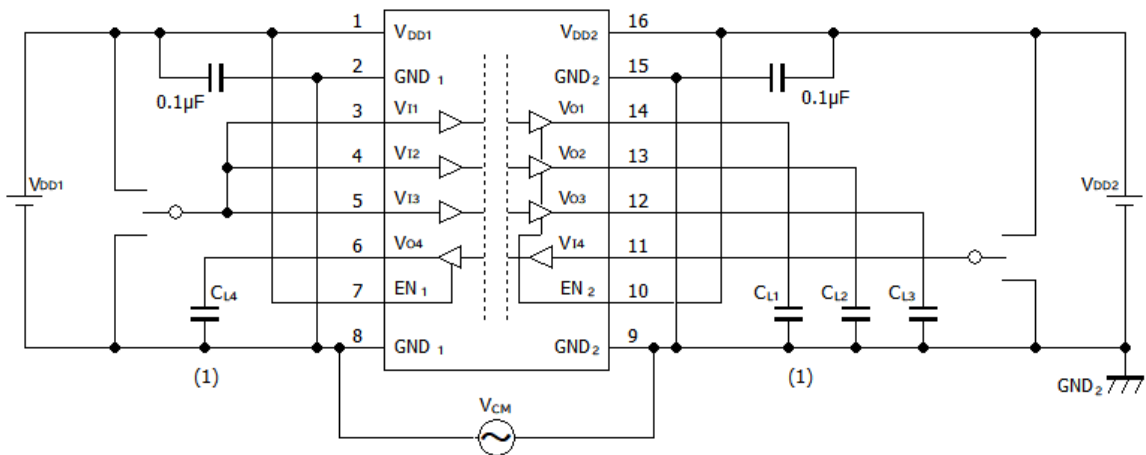 1 VDD1 VDD2 16
2 GND 1 GND2 15
0.1µF 0.1µF
3 VI1 VO1 14
4 VI2 VO2 13
VDD1 VDD2
5 VI3 VO3 12
6 VO4 VI4 11
CL4 CL1 CL2 CL3
7 EN 1 EN 2 10
8 GND 1 GND2 9
(1) (1)
GND 2
VCM